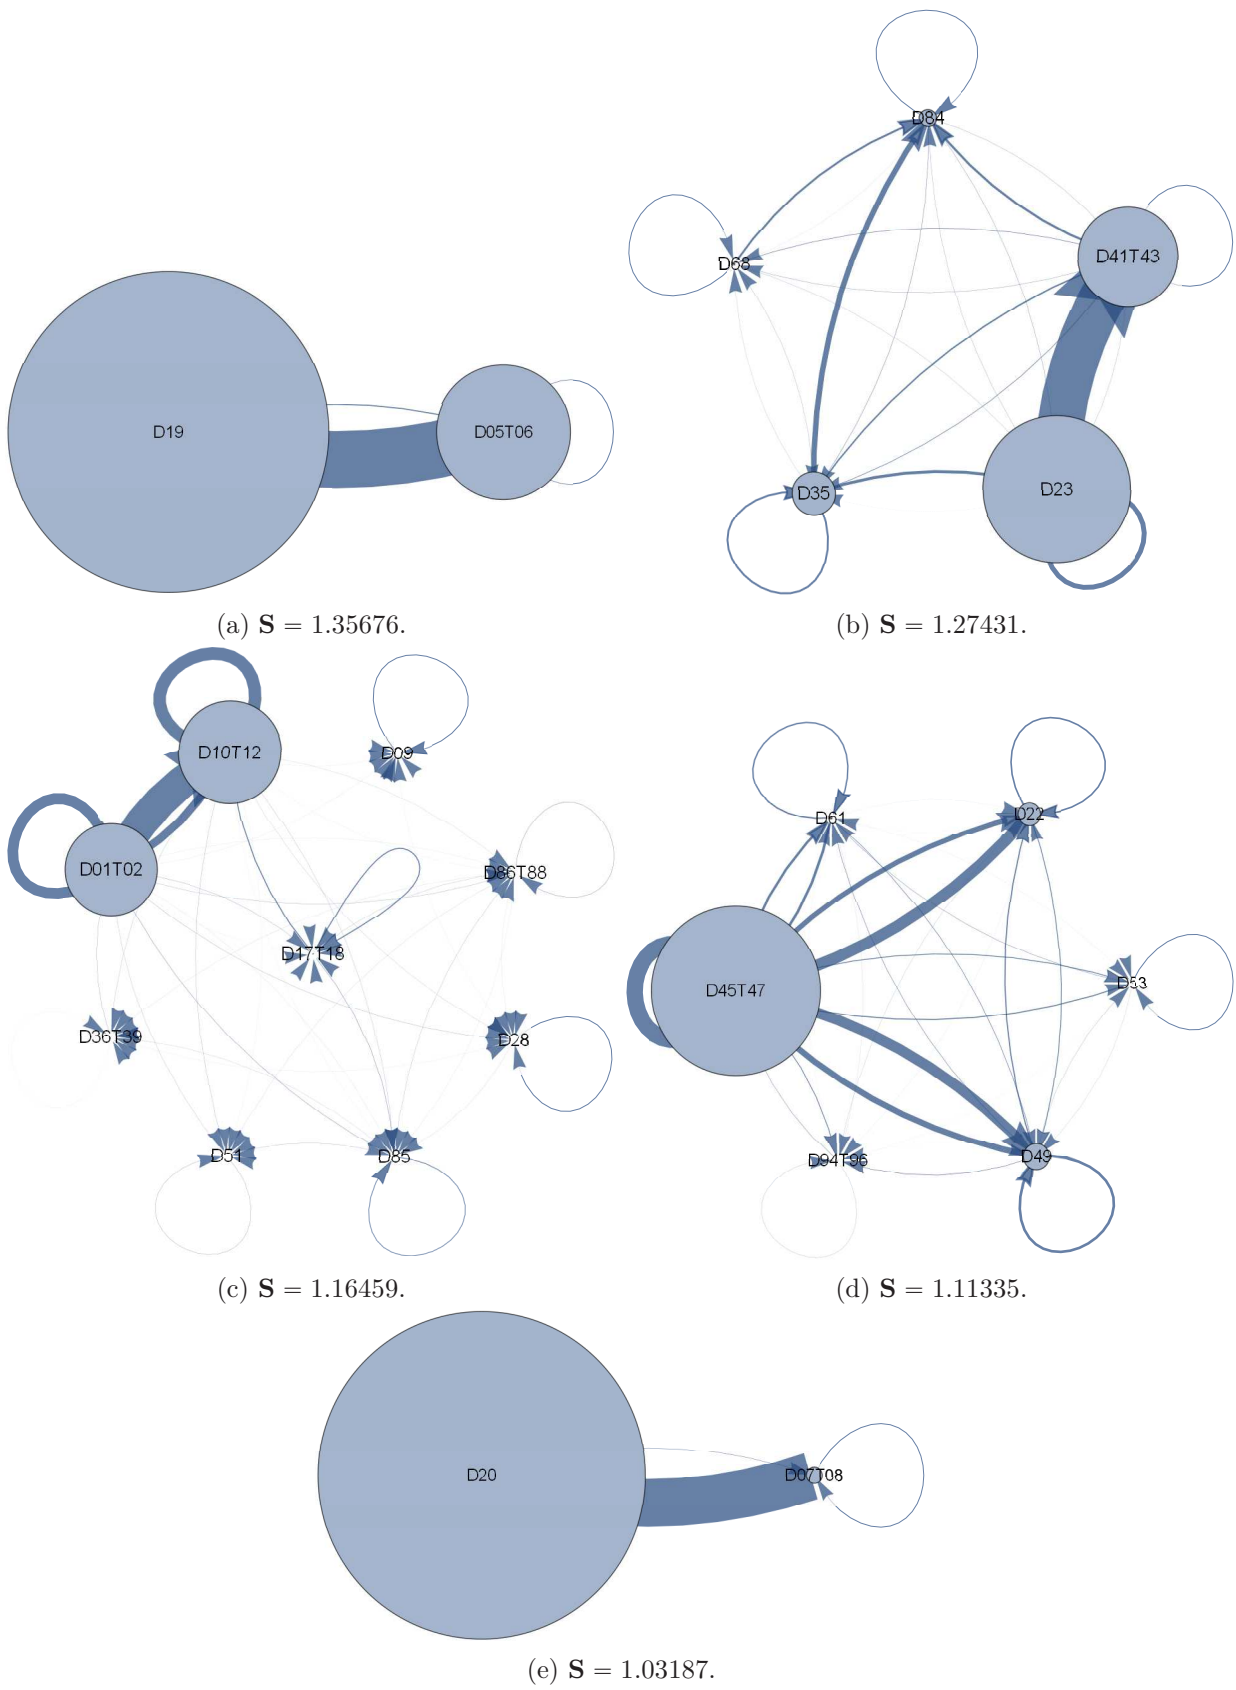 D19
D05T06
(a) S = 1.35676.
D84
D41T43
D68
D35
D23
(b) S = 1.27431.
D10T12
D09
D01T02
D86T88
D17T18
D36T39
D28
D51
D85
(c) S = 1.16459.
D61
D22
D45T47
D53
D94T96
D49
(d) S = 1.11335.
D20
D07T08
(e) S = 1.03187.